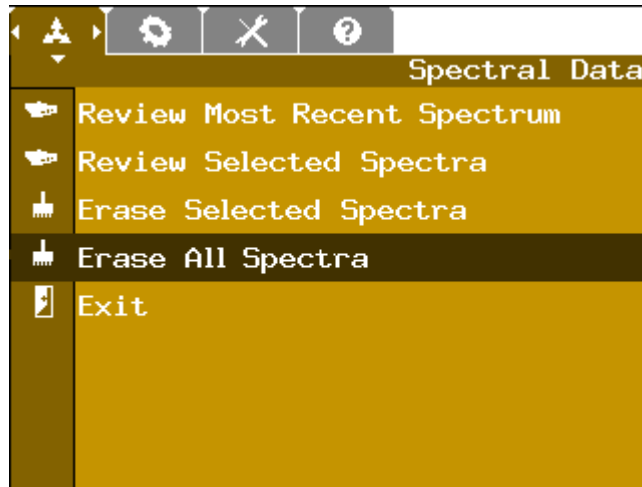 Spectral Data
Review Most Recent Spectrum
Review Selected Spectra
Erase Selected Spectra
Erase All Spectra
Exit